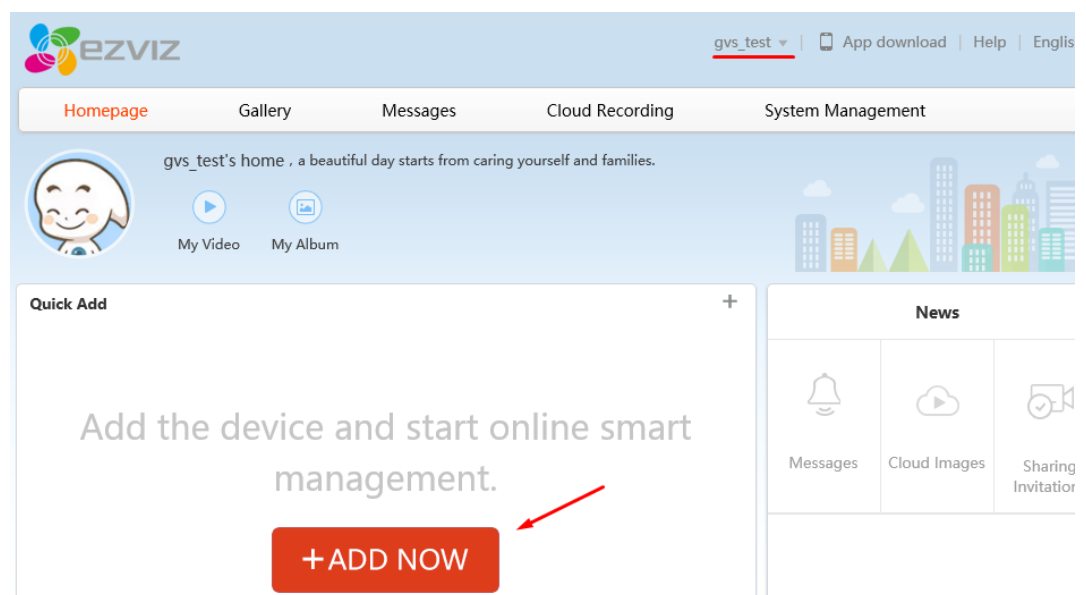 ezviz
gvs_test App download Help Englis
Homepage Gallery Messages Cloud Recording System Management
gvs_test's home , a beautiful day starts from caring yourself and families.
My Video My Album
Quick Add +
News
Add the device and start online smart
management.
Messages Cloud Images Sharing
Invitation
+ADD NOW